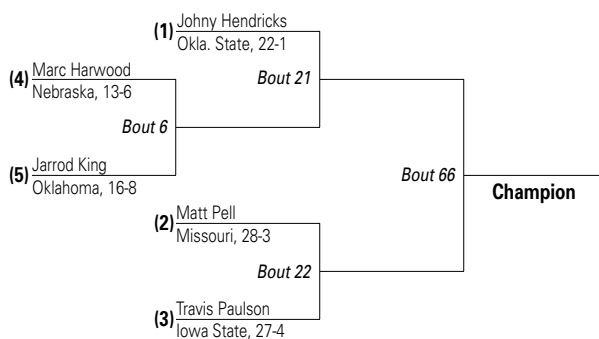 (1) Johny Hendricks
Okla. State, 22-1
(4) Marc Harwood
Nebraska, 13-6
Bout 21
Bout 6
(5) Jarrod King
Oklahoma, 16-8
Bout 66
Champion
(2) Matt Pell
Missouri, 28-3
Bout 22
(3) Travis Paulson
Iowa State, 27-4